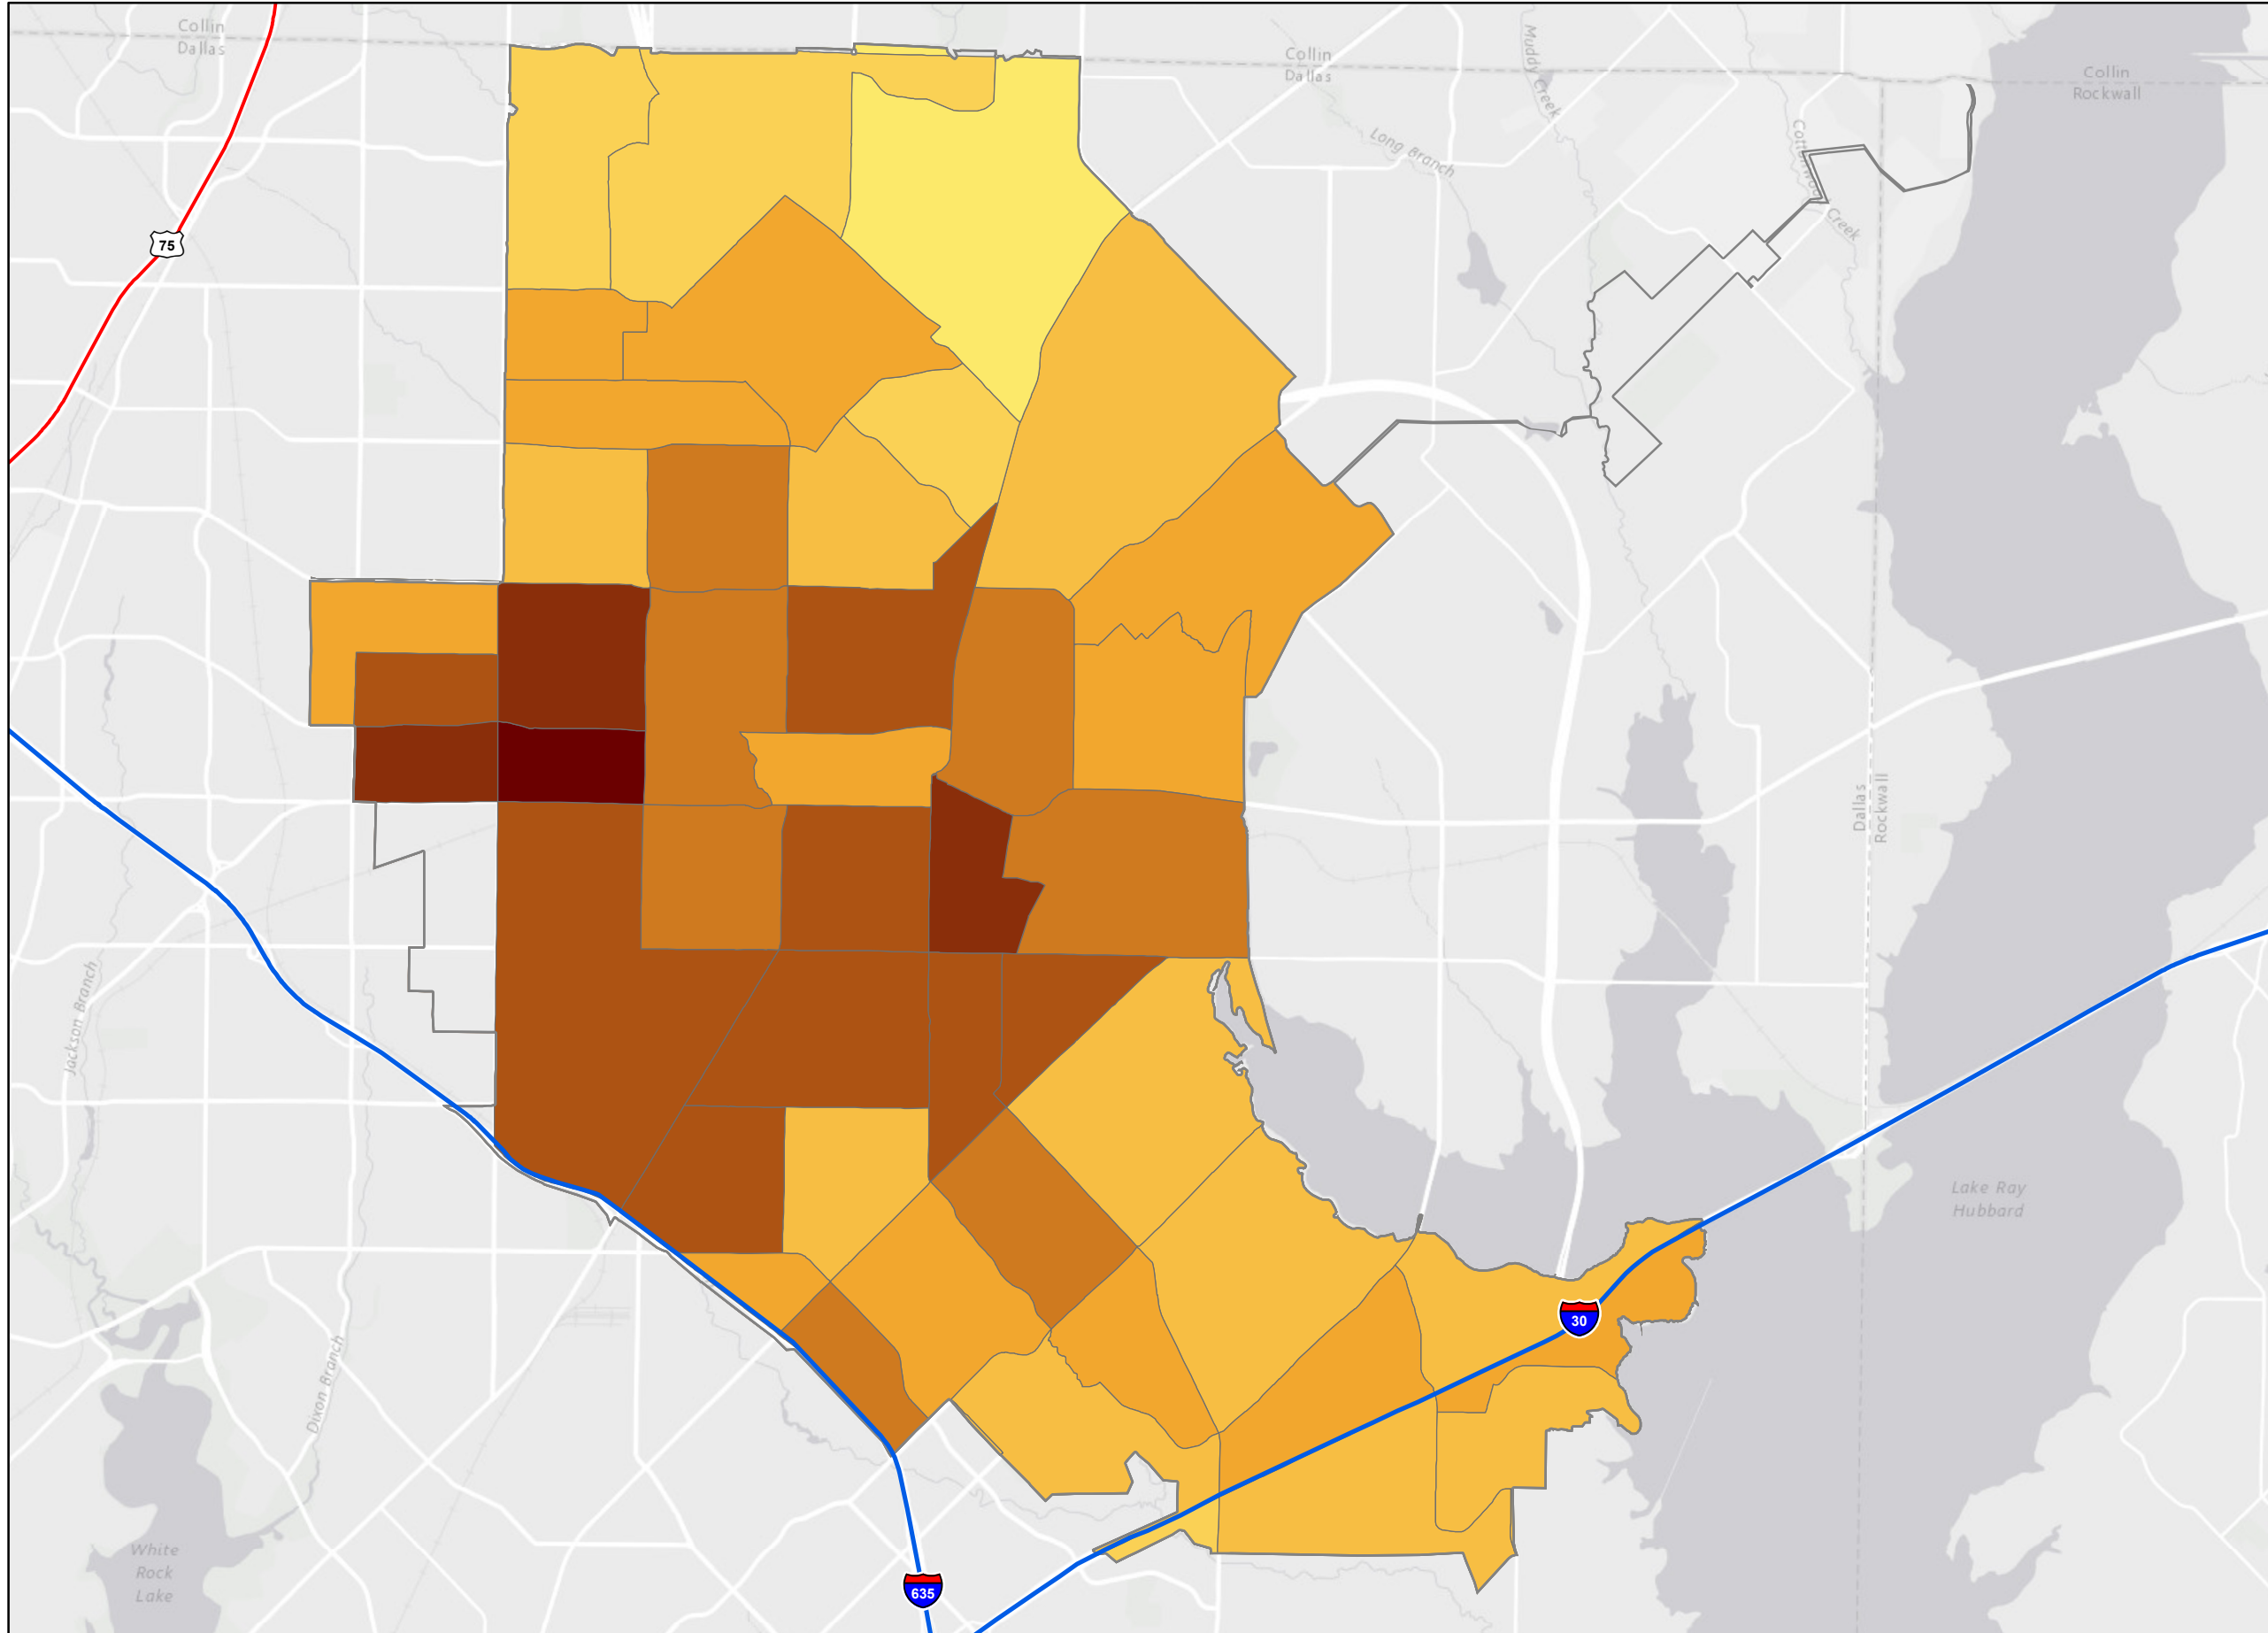 Collin
Dallas
Collin
Dallas
Muddy Creek
Collin
Rockwall
Long Branch
Cottonwood
Creek
75
Dallas
Rockwall
Jackson Branch
Lake Ray
Hubbard
30
Dixon Branch
White
Rock
Lake
635